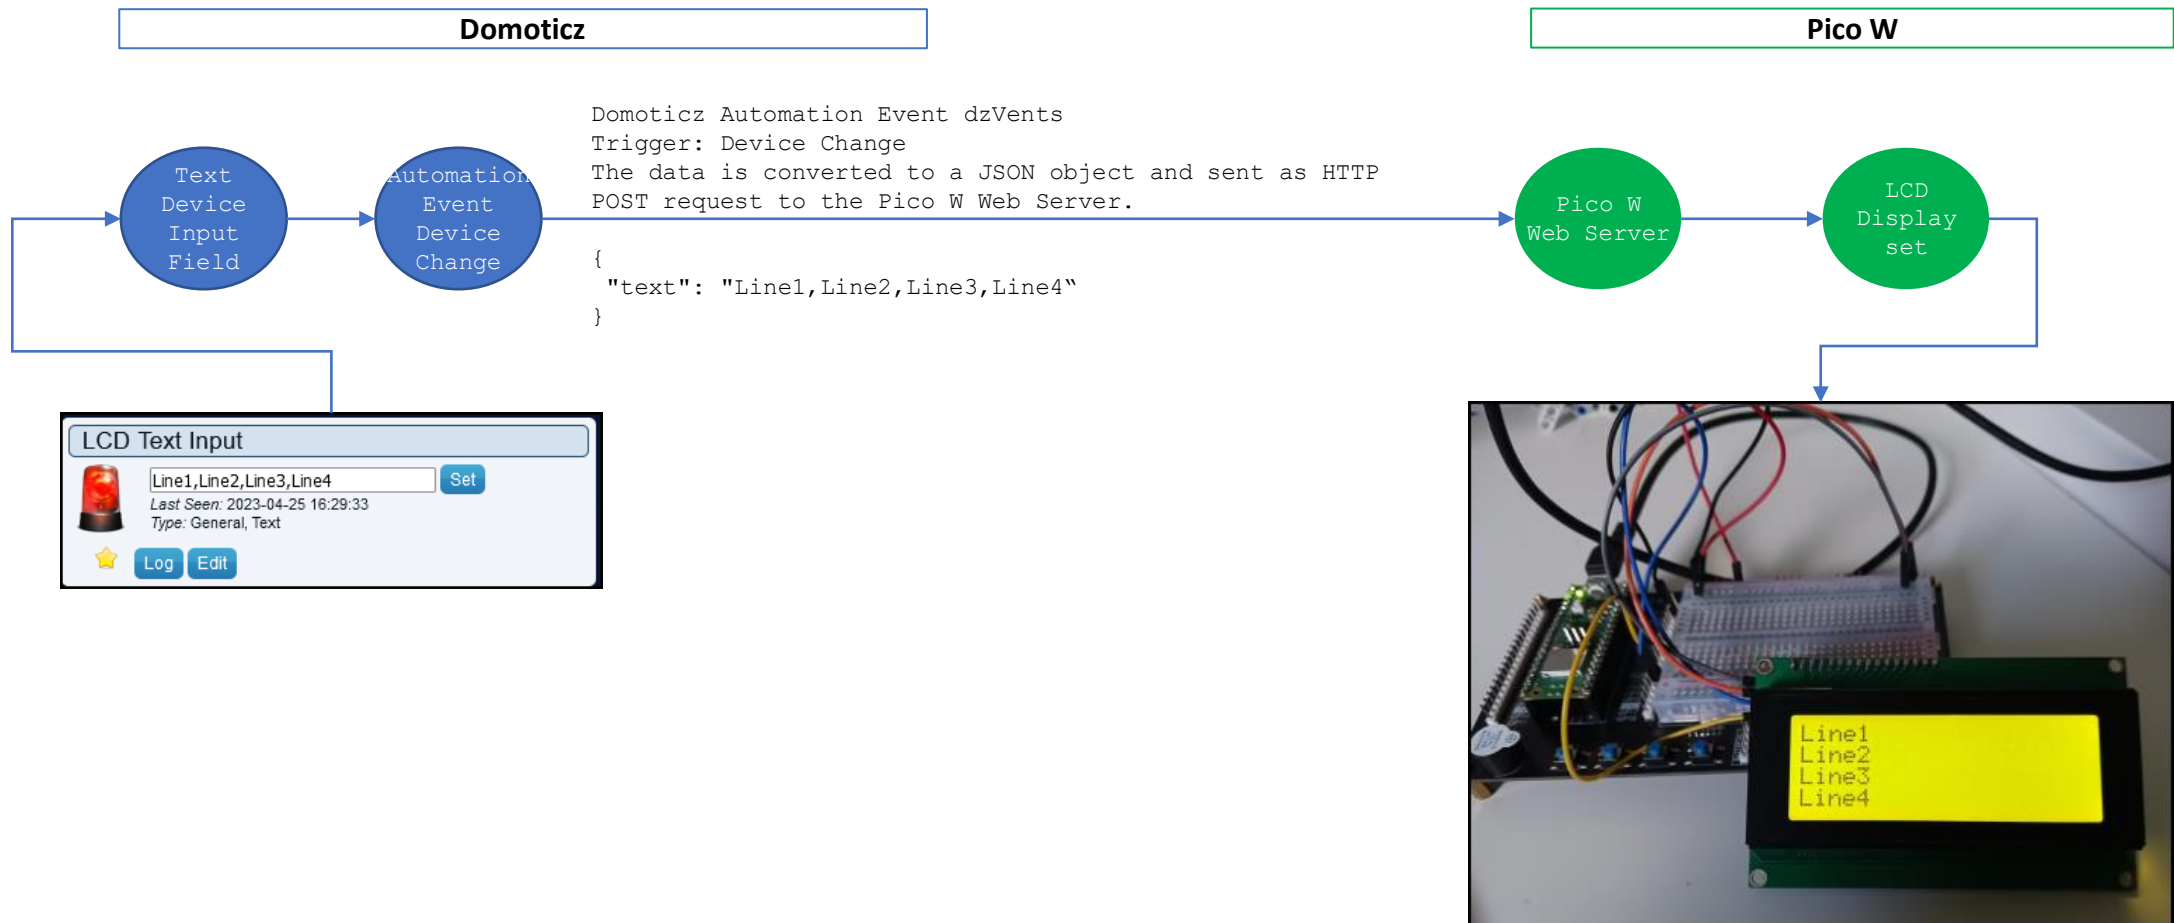 Domoticz
Pico W
Domoticz Automation Event dzVents
Trigger: Device Change
The data is converted to a JSON object and sent as HTTP
POST request to the Pico W Web Server.
{
"text": "Line1,Line2,Line3,Line4“
}
Text
Device
Input
Field
Automation
Event
Device
Change
Pico W
Web Server
LCD
Display
set
LCD Text Input
Line1,Line2,Line3,Line4
Set
Last Seen: 2023-04-25 16:29:33
Type: General, Text
Log
Edit
Line1
Line2
Line3
Line4